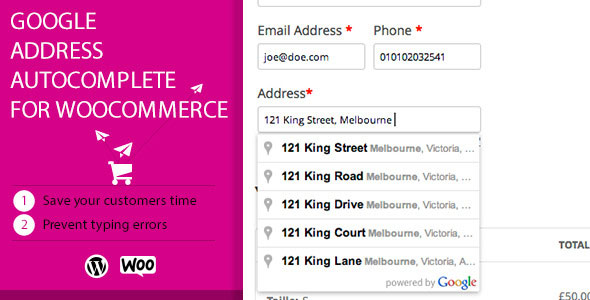 GOOGLE
ADDRESS
AUTOCOMPLETE
FOR WOOCOMMERCE
1 Save your customers time
2 Prevent typing errors
W WOO
Email Address * Phone *
joe@doe.com 010102032541
Address*
121 King Street, Melbourne
121 King Street Melbourne, Victoria, ...
121 King Road Melbourne, Victoria, ...
121 King Drive Melbourne, Victoria, ...
121 King Court Melbourne, Victoria, ...
121 King Lane Melbourne, Victoria, A...
powered by Google
TOTAL
£50.00